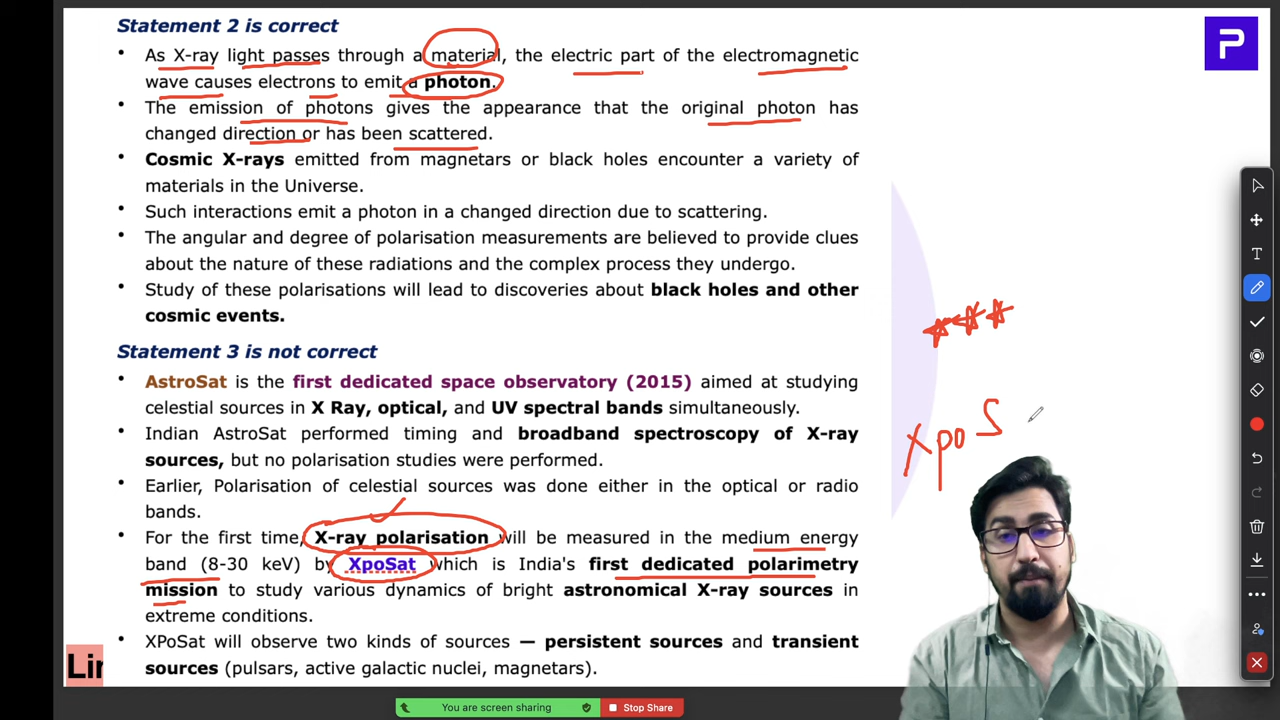 Statement 2 is correct
• As X-ray light passes through a material, the electric part of the electromagnetic
wave causes electrons to emit a photon.
• The emission of photons gives the appearance that the original photon has
changed direction or has been scattered.
• Cosmic X-rays emitted from magnetars or black holes encounter a variety of
materials in the Universe.
• Such interactions emit a photon in a changed direction due to scattering.
• The angular and degree of polarisation measurements are believed to provide clues
about the nature of these radiations and the complex process they undergo.
• Study of these polarisations will lead to discoveries about black holes and other
cosmic events.
Statement 3 is not correct
• AstroSat is the first dedicated space observatory (2015) aimed at studying
celestial sources in X Ray, optical, and UV spectral bands simultaneously.
• Indian AstroSat performed timing and broadband spectroscopy of X-ray
sources, but no polarisation studies were performed.
• Earlier, Polarisation of celestial sources was done either in the optical or radio
bands.
• For the first time, X-ray polarisation will be measured in the medium energy
band (8-30 keV) by XpoSat which is India's first dedicated polarimetry
mission to study various dynamics of bright astronomical X-ray sources in
extreme conditions.
• XPoSat will observe two kinds of sources — persistent sources and transient
sources (pulsars, active galactic nuclei, magnetars).
P
XpoS
T
Lir
You are screen sharing
Stop Share